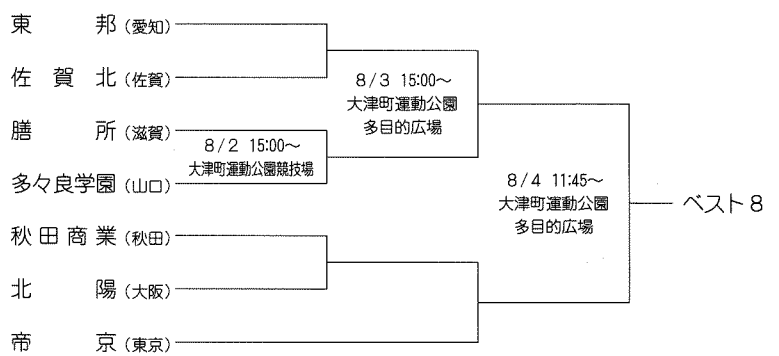 東邦(愛知)
佐賀北(佐賀)
8/3 15:00～
大津町運動公園
多目的広場
膳所(滋賀)
8/2 15:00～
大津町運動公園競技場
多々良学園(山口)
8/4 11:45～
大津町運動公園
多目的広場
ベスト8
秋田商業(秋田)
北陽(大阪)
帝京(東京)